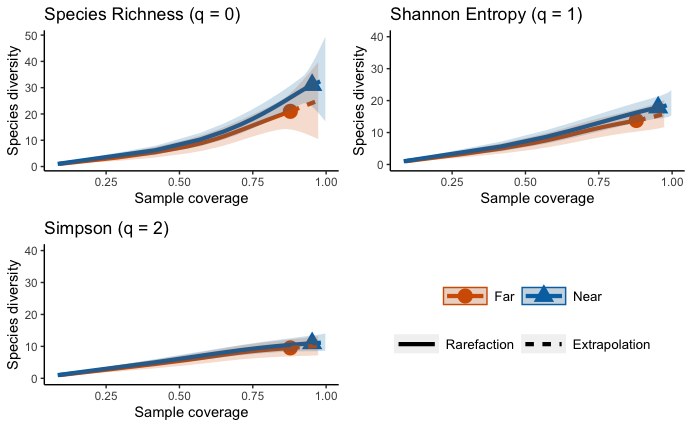 Species Richness (q = 0)
Species diversity
50
40
30
20
10
0
0.25 0.50 0.75 1.00
Sample coverage
Shannon Entropy (q = 1)
Species diversity
40
30
20
10
0
0.25 0.50 0.75 1.00
Sample coverage
Simpson (q = 2)
Species diversity
40
30
20
10
0
0.25 0.50 0.75 1.00
Sample coverage
Far Near
Rarefaction Extrapolation